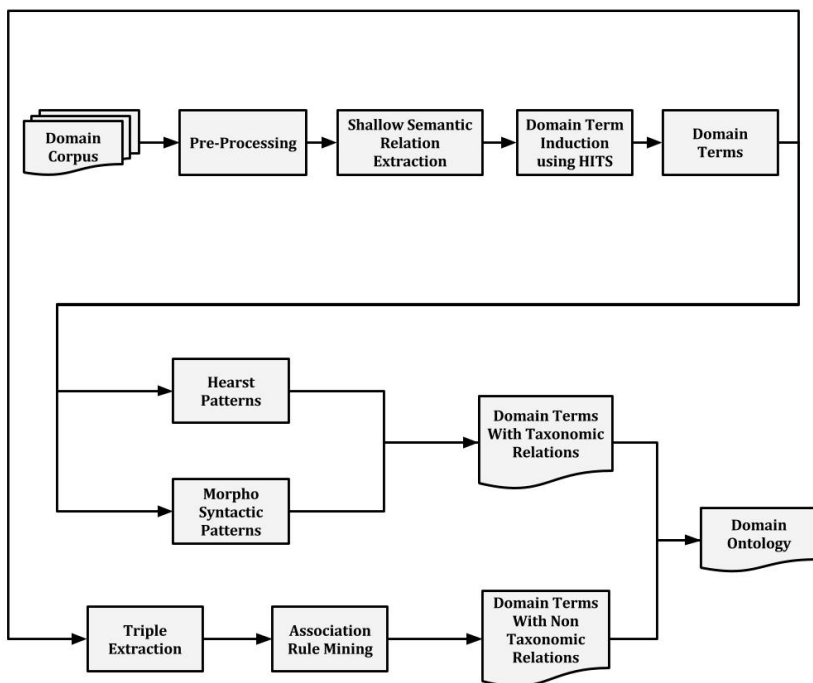 Domain
Corpus
Pre-Processing
Shallow Semantic
Relation
Extraction
Domain Term
Induction
using HITS
Domain
Terms
Hearst
Patterns
Domain Terms
With Taxonomic
Relations
Morpho
Syntactic
Patterns
Domain
Ontology
Triple
Extraction
Association
Rule Mining
Domain Terms
With Non
Taxonomic
Relations